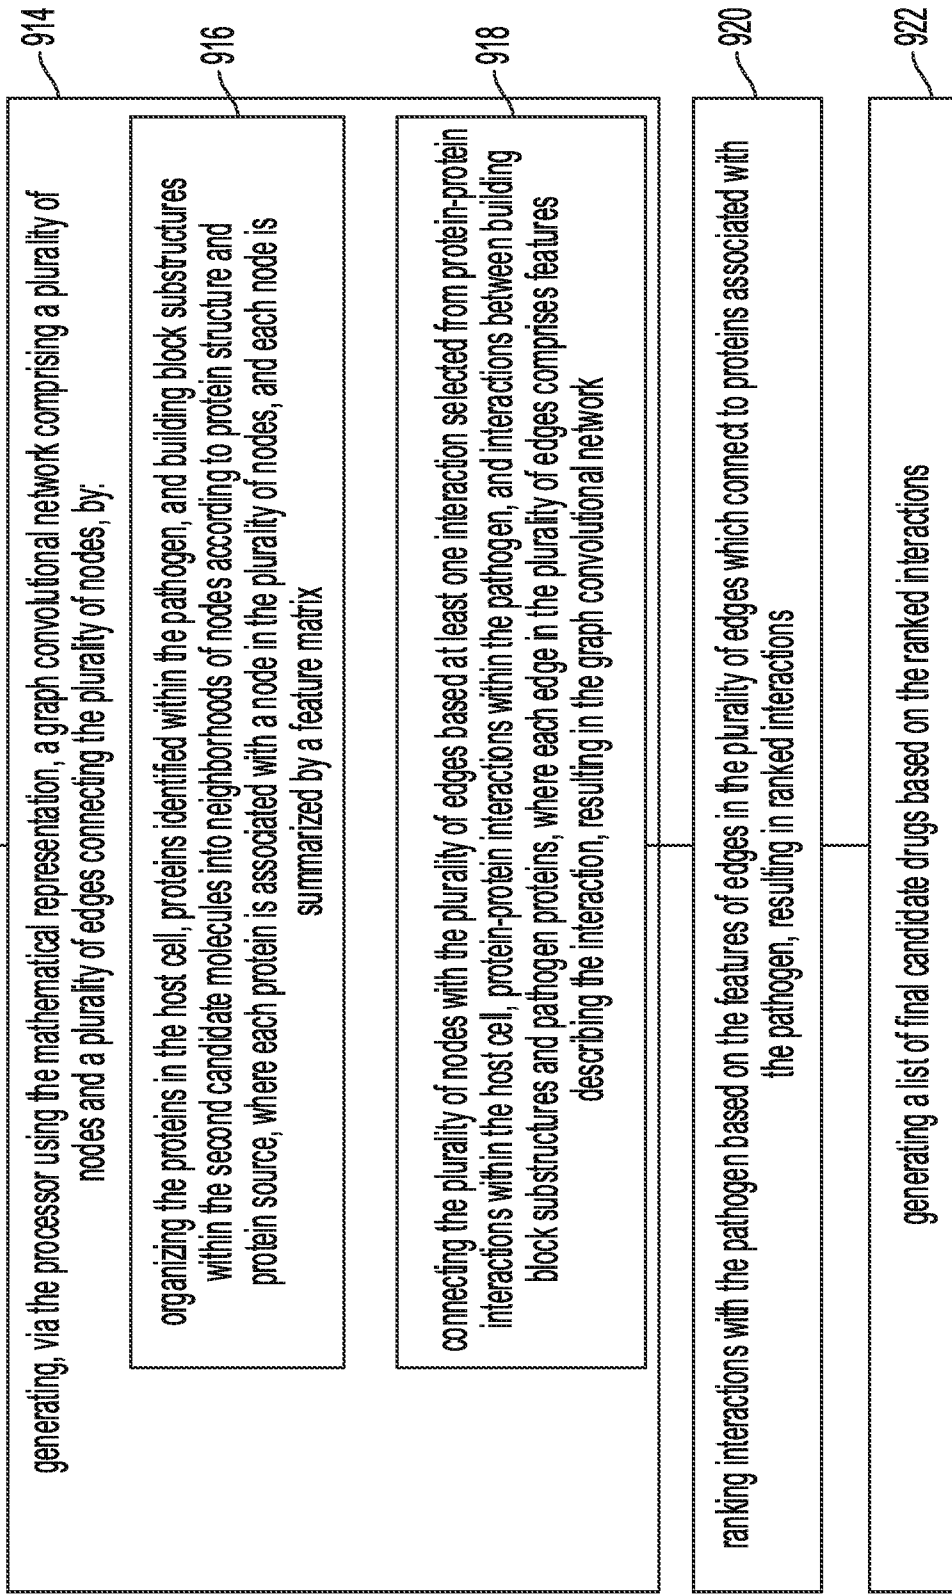 generating, via the processor using the mathematical representation, a graph convolutional network comprising a plurality of
nodes and a plurality of edges connecting the plurality of nodes, by:
914
organizing the proteins in the host cell, proteins identified within the pathogen, and building block substructures
within the second candidate molecules into neighborhoods of nodes according to protein structure and
protein source, where each protein is associated with a node in the plurality of nodes, and each node is
summarized by a feature matrix
916
connecting the plurality of nodes with the plurality of edges based at least one interaction selected from protein-protein
interactions within the host cell, protein-protein interactions within the pathogen, and interactions between building
block substructures and pathogen proteins, where each edge in the plurality of edges comprises features
describing the interaction, resulting in the graph convolutional network
918
ranking interactions with the pathogen based on the features of edges in the plurality of edges which connect to proteins associated with
the pathogen, resulting in ranked interactions
920
generating a list of final candidate drugs based on the ranked interactions
922